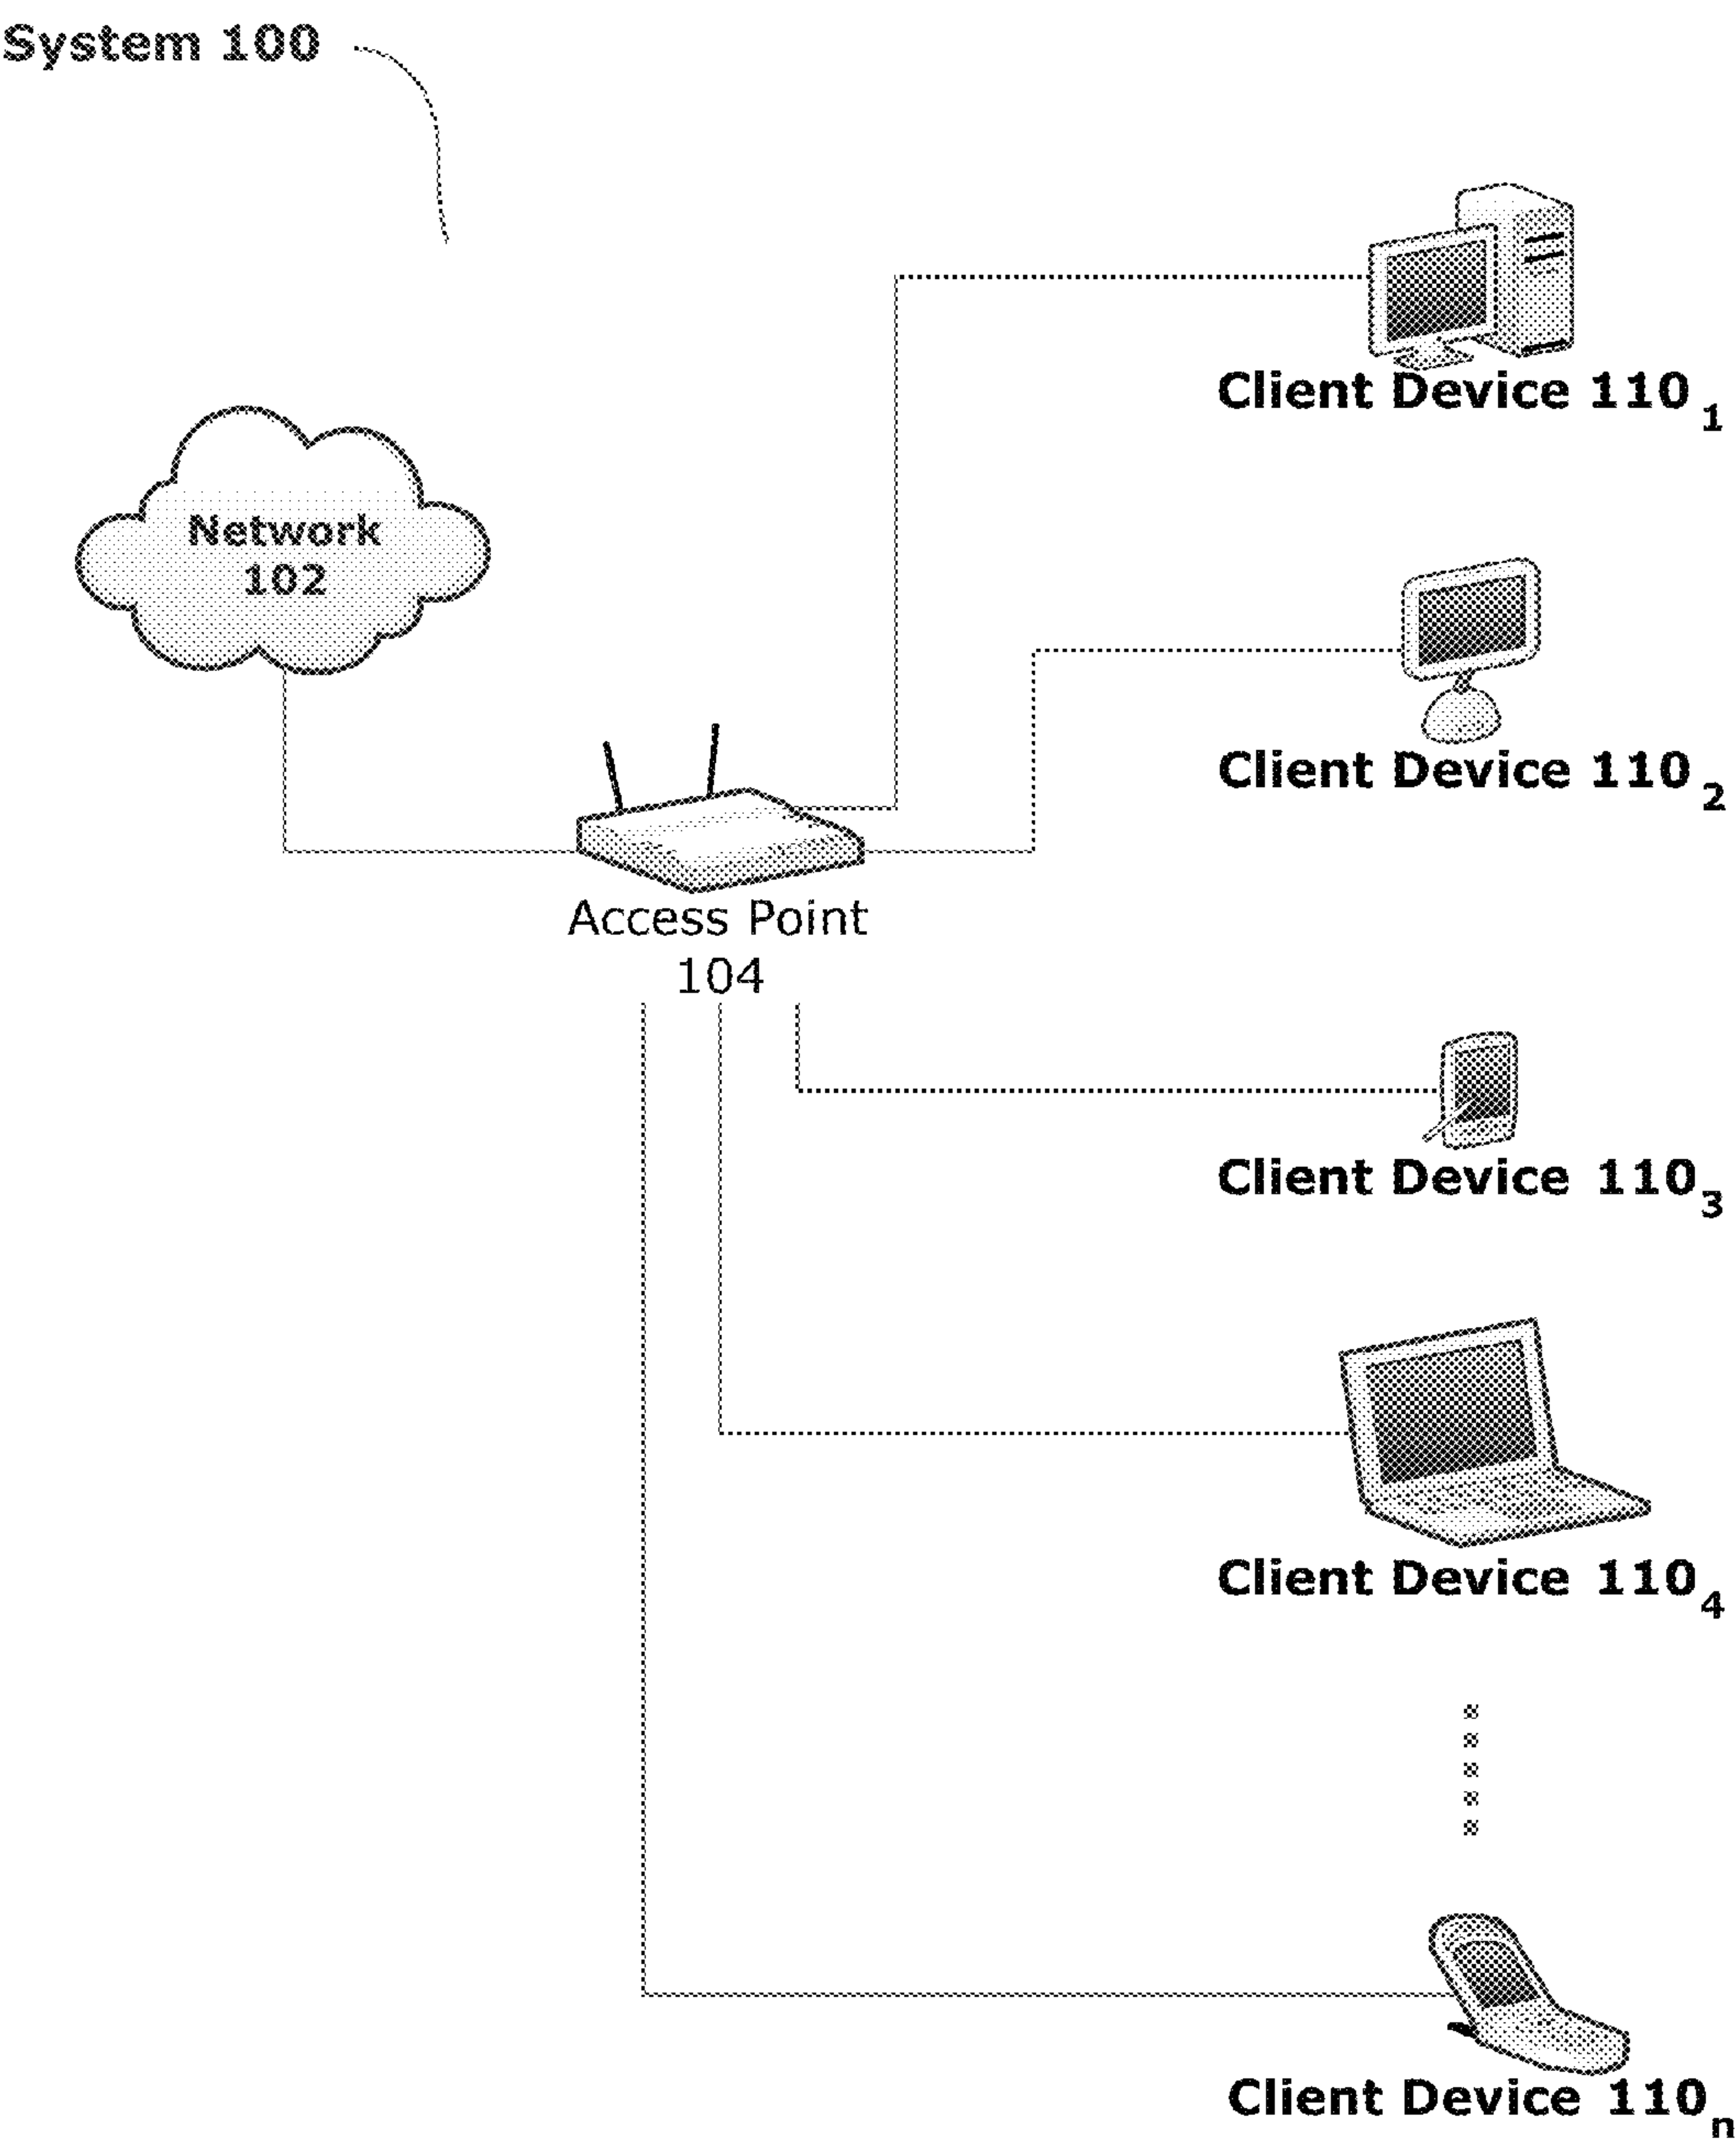 System 100
Client Device 110 1
Network
102
Client Device 110 2
Access Point
104
Client Device 110 3
Client Device 110 4
Client Device 110 n